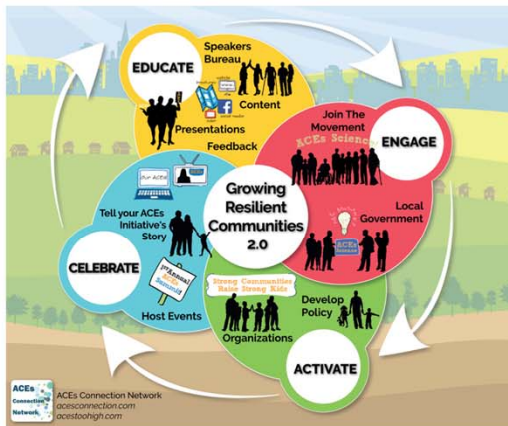 EDUCATE
Speakers
Bureau
Content
Presentations
Feedback
ENGAGE
Join The
Movement
ACEs Science
Local
Government
ACEs
Science
Growing
Resilient
Communities
2.0
Tell your ACEs
Initiative's
Story
CELEBRATE
Host Events
Strong Communities
Raise Strong Kids
Develop
Policy
Organizations
ACTIVATE
ACEs
Connection
Network
ACEs Connection Network
acesconnection.com
acestoohigh.com